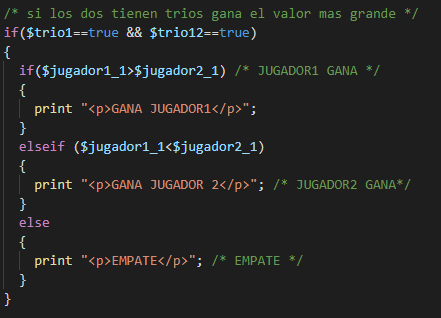 /* si los dos tienen trios gana el valor mas grande */
if($trio1==true && $trio12==true)
{
if($jugador1_1>$jugador2_1) /* JUGADOR1 GANA */
{
print "<p>GANA JUGADOR1</p>";
}
elseif ($jugador1_1<$jugador2_1)
{
print "<p>GANA JUGADOR 2</p>"; /* JUGADOR2 GANA*/
}
else
{
print "<p>EMPATE</p>"; /* EMPATE */
}
}